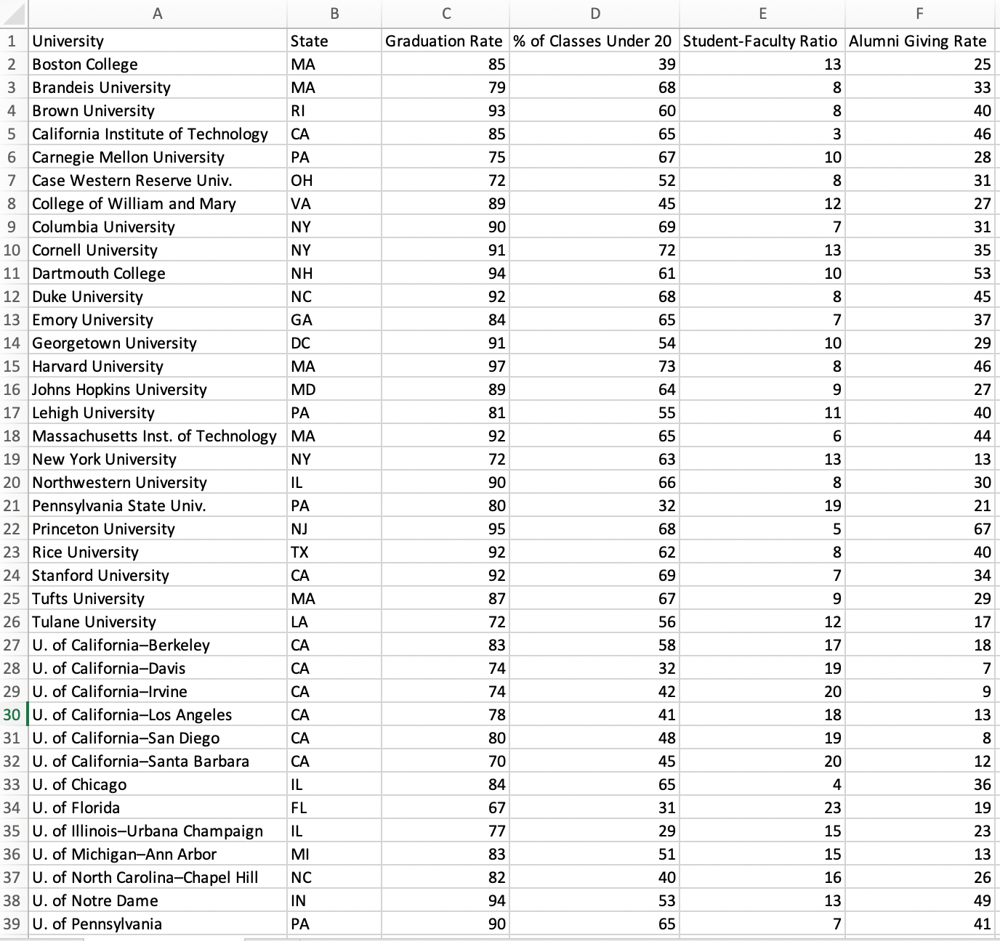 A B C D E F
1 University State Graduation Rate % of Classes Under 20 Student-Faculty Ratio Alumni Giving Rate
2 Boston College MA 85 39 13 25
3 Brandeis University MA 79 68 8 33
4 Brown University RI 93 60 8 40
5 California Institute of Technology CA 85 65 3 46
6 Carnegie Mellon University PA 75 67 10 28
7 Case Western Reserve Univ. OH 72 52 8 31
8 College of William and Mary VA 89 45 12 27
9 Columbia University NY 90 69 7 31
10 Cornell University NY 91 72 13 35
11 Dartmouth College NH 94 61 10 53
12 Duke University NC 92 68 8 45
13 Emory University GA 84 65 7 37
14 Georgetown University DC 91 54 10 29
15 Harvard University MA 97 73 8 46
16 Johns Hopkins University MD 89 64 9 27
17 Lehigh University PA 81 55 11 40
18 Massachusetts Inst. of Technology MA 92 65 6 44
19 New York University NY 72 63 13 13
20 Northwestern University IL 90 66 8 30
21 Pennsylvania State Univ. PA 80 32 19 21
22 Princeton University NJ 95 68 5 67
23 Rice University TX 92 62 8 40
24 Stanford University CA 92 69 7 34
25 Tufts University MA 87 67 9 29
26 Tulane University LA 72 56 12 17
27 U. of California–Berkeley CA 83 58 17 18
28 U. of California–Davis CA 74 32 19 7
29 U. of California–Irvine CA 74 42 20 9
30 U. of California–Los Angeles CA 78 41 18 13
31 U. of California–San Diego CA 80 48 19 8
32 U. of California–Santa Barbara CA 70 45 20 12
33 U. of Chicago IL 84 65 4 36
34 U. of Florida FL 67 31 23 19
35 U. of Illinois–Urbana Champaign IL 77 29 15 23
36 U. of Michigan–Ann Arbor MI 83 51 15 13
37 U. of North Carolina–Chapel Hill NC 82 40 16 26
38 U. of Notre Dame IN 94 53 13 49
39 U. of Pennsylvania PA 90 65 7 41